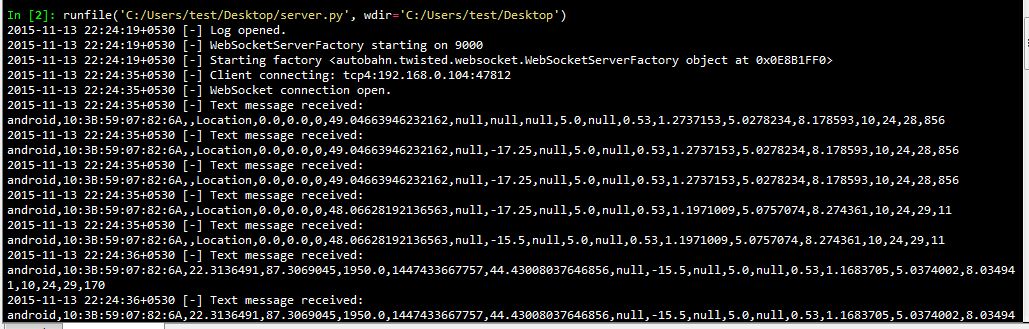 In [2]: runfile('C:/Users/test/Desktop/server.py', wdir='C:/Users/test/Desktop')
2015-11-13 22:24:19+0530 [-] Log opened.
2015-11-13 22:24:19+0530 [-] WebSocketServerFactory starting on 9000
2015-11-13 22:24:19+0530 [-] Starting factory <autobahn.twisted.websocket.WebSocketServerFactory object at 0x0E8B1FF0>
2015-11-13 22:24:35+0530 [-] Client connecting: tcp4:192.168.0.104:47812
2015-11-13 22:24:35+0530 [-] WebSocket connection open.
2015-11-13 22:24:35+0530 [-] Text message received:
android,10:3B:59:07:82:6A,,Location,0.0,0.0,0,49.04663946232162,null,null,null,5.0,null,0.53,1.2737153,5.0278234,8.178593,10,24,28,856
2015-11-13 22:24:35+0530 [-] Text message received:
android,10:3B:59:07:82:6A,,Location,0.0,0.0,0,49.04663946232162,null,-17.25,null,5.0,null,0.53,1.2737153,5.0278234,8.178593,10,24,28,856
2015-11-13 22:24:35+0530 [-] Text message received:
android,10:3B:59:07:82:6A,,Location,0.0,0.0,0,49.04663946232162,null,-17.25,null,5.0,null,0.53,1.2737153,5.0278234,8.178593,10,24,28,856
2015-11-13 22:24:35+0530 [-] Text message received:
android,10:3B:59:07:82:6A,,Location,0.0,0.0,0,48.06628192136563,null,-17.25,null,5.0,null,0.53,1.1971009,5.0757074,8.274361,10,24,29,11
2015-11-13 22:24:35+0530 [-] Text message received:
android,10:3B:59:07:82:6A,,Location,0.0,0.0,0,48.06628192136563,null,-15.5,null,5.0,null,0.53,1.1971009,5.0757074,8.274361,10,24,29,11
2015-11-13 22:24:36+0530 [-] Text message received:
android,10:3B:59:07:82:6A,22.3136491,87.3069045,1950.0,1447433667757,44.43008037646856,null,-15.5,null,5.0,null,0.53,1.1683705,5.0374002,8.03494
1,10,24,29,170
2015-11-13 22:24:36+0530 [-] Text message received:
android,10:3B:59:07:82:6A,22.3136491,87.3069045,1950.0,1447433667757,44.43008037646856,null,-15.5,null,5.0,null,0.53,1.1683705,5.0374002,8.03494